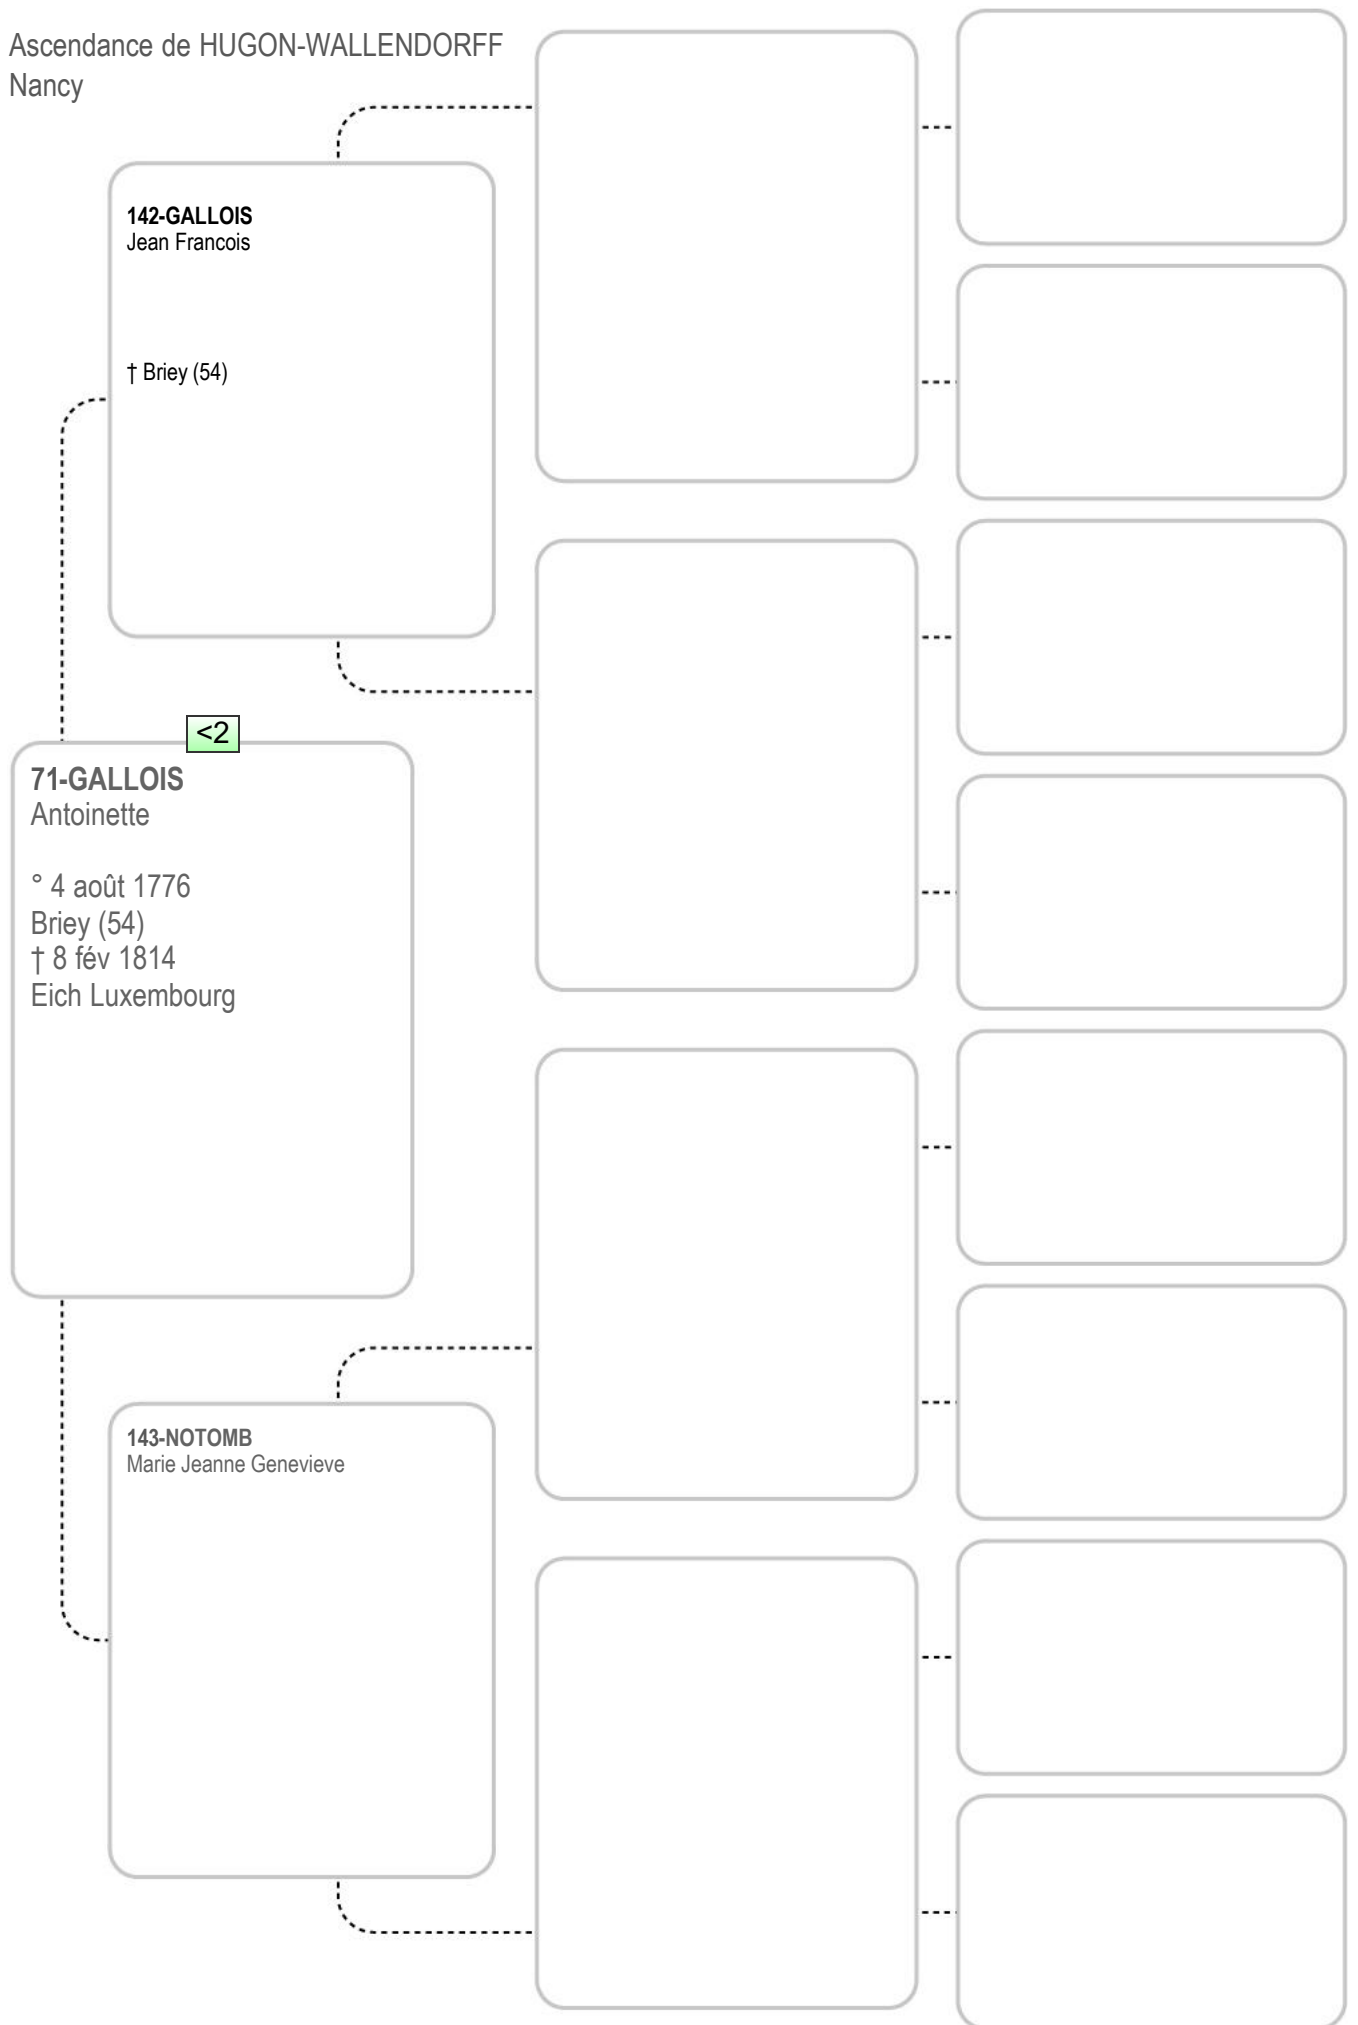 Ascendance de HUGON-WALLENDORFF
Nancy
142-GALLOIS
Jean Francois
† Briey (54)
<2
71-GALLOIS
Antoinette
° 4 août 1776
Briey (54)
† 8 fév 1814
Eich Luxembourg
143-NOTOMB
Marie Jeanne Genevieve